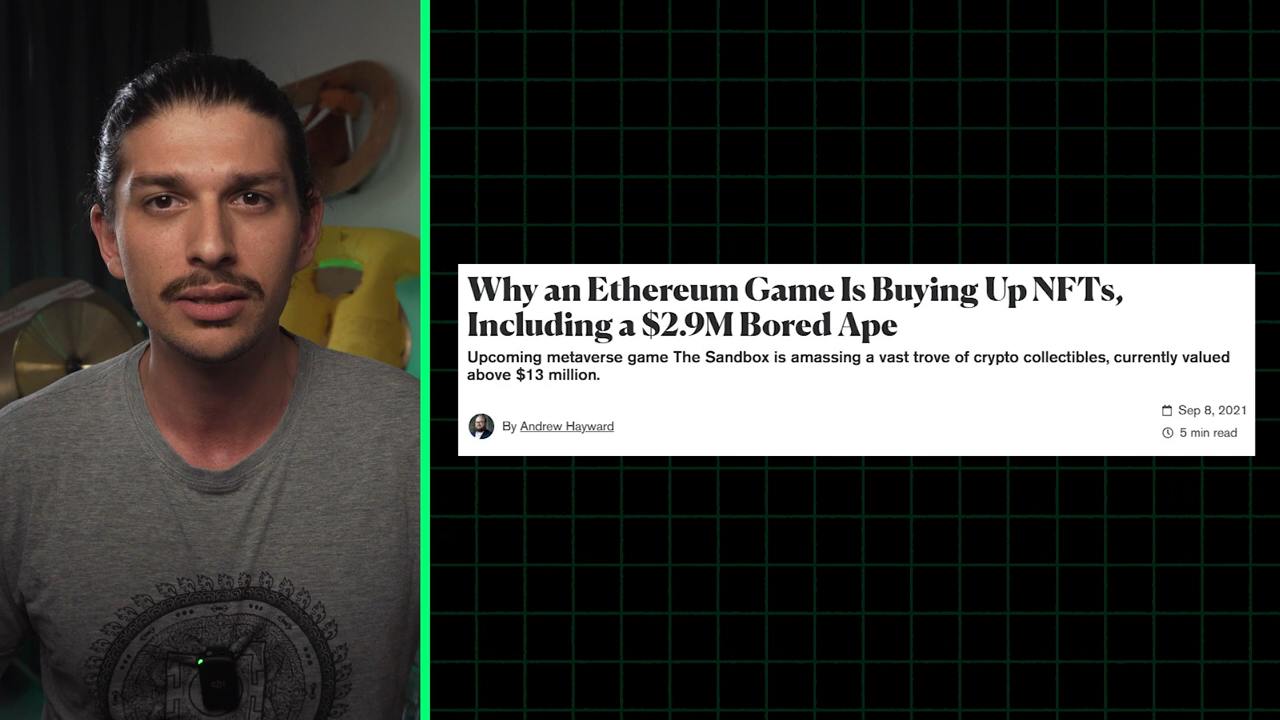 Why an Ethereum Game Is Buying Up NFTs,
Including a $2.9M Bored Ape
Upcoming metaverse game The Sandbox is amassing a vast trove of crypto collectibles, currently valued
above $13 million.
By Andrew Hayward
Sep 8, 2021
5 min read
dji